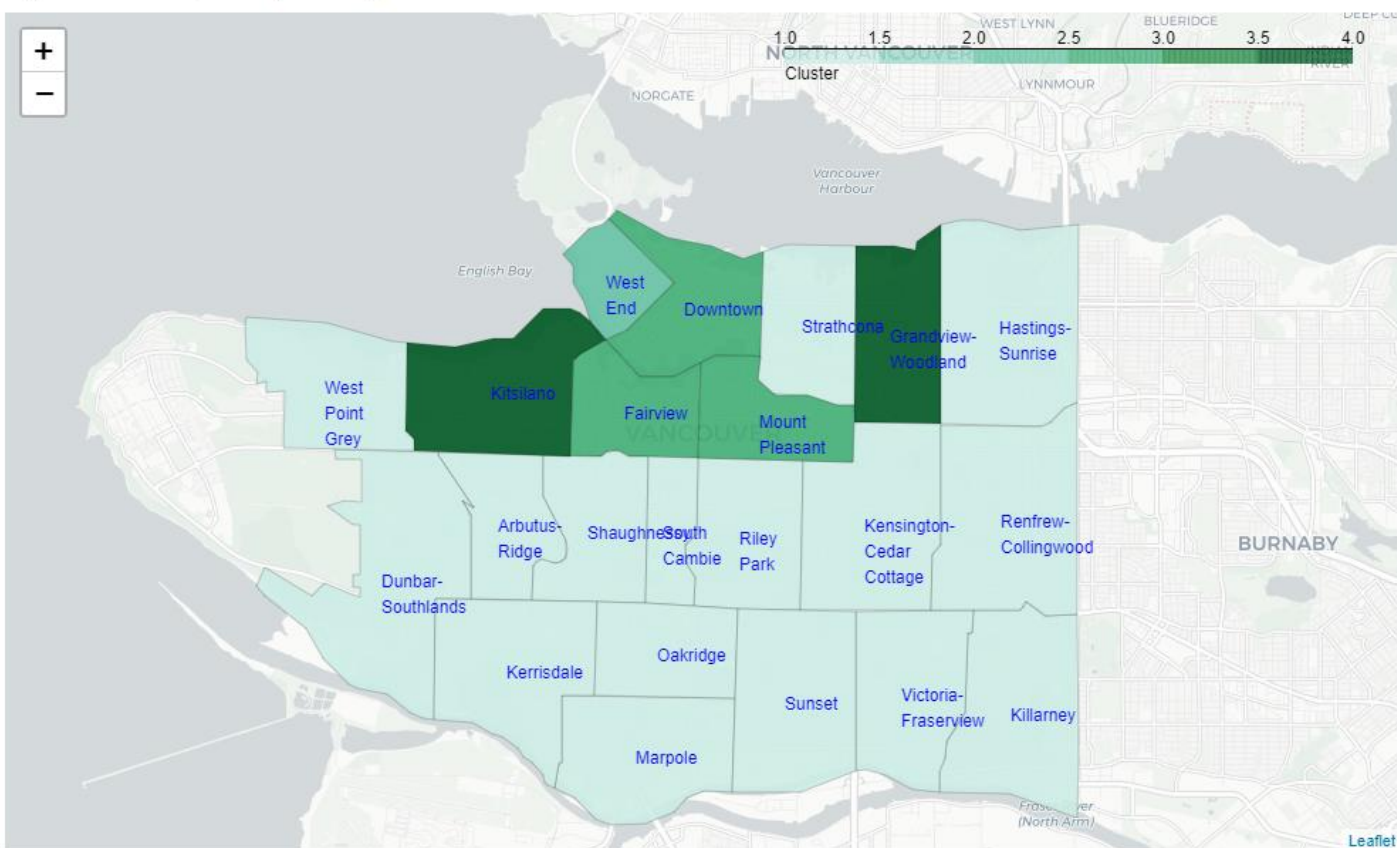 +
−
WEST LYNN
BLUERIDGE
1.0 1.5 2.0 2.5 3.0 3.5 4.0
NORTH VANCOUVER
Cluster
RIVER
NORGATE
LYNNMOUR
Vancouver
Harbour
English Bay
West
End
Downtown
Strathcona
Grandview-
Woodland
Hastings-
Sunrise
West
Point
Grey
Kitsilano
Fairview
VANCOUVER
Mount
Pleasant
Arbutus-
Ridge
Shaughnessy
South
Cambie
Riley
Park
Kensington-
Cedar
Cottage
Renfrew-
Collingwood
BURNABY
Dunbar-
Southlands
Kerrisdale
Oakridge
Sunset
Victoria-
Fraserview
Killarney
Marpole
(North Arm)
Leaflet